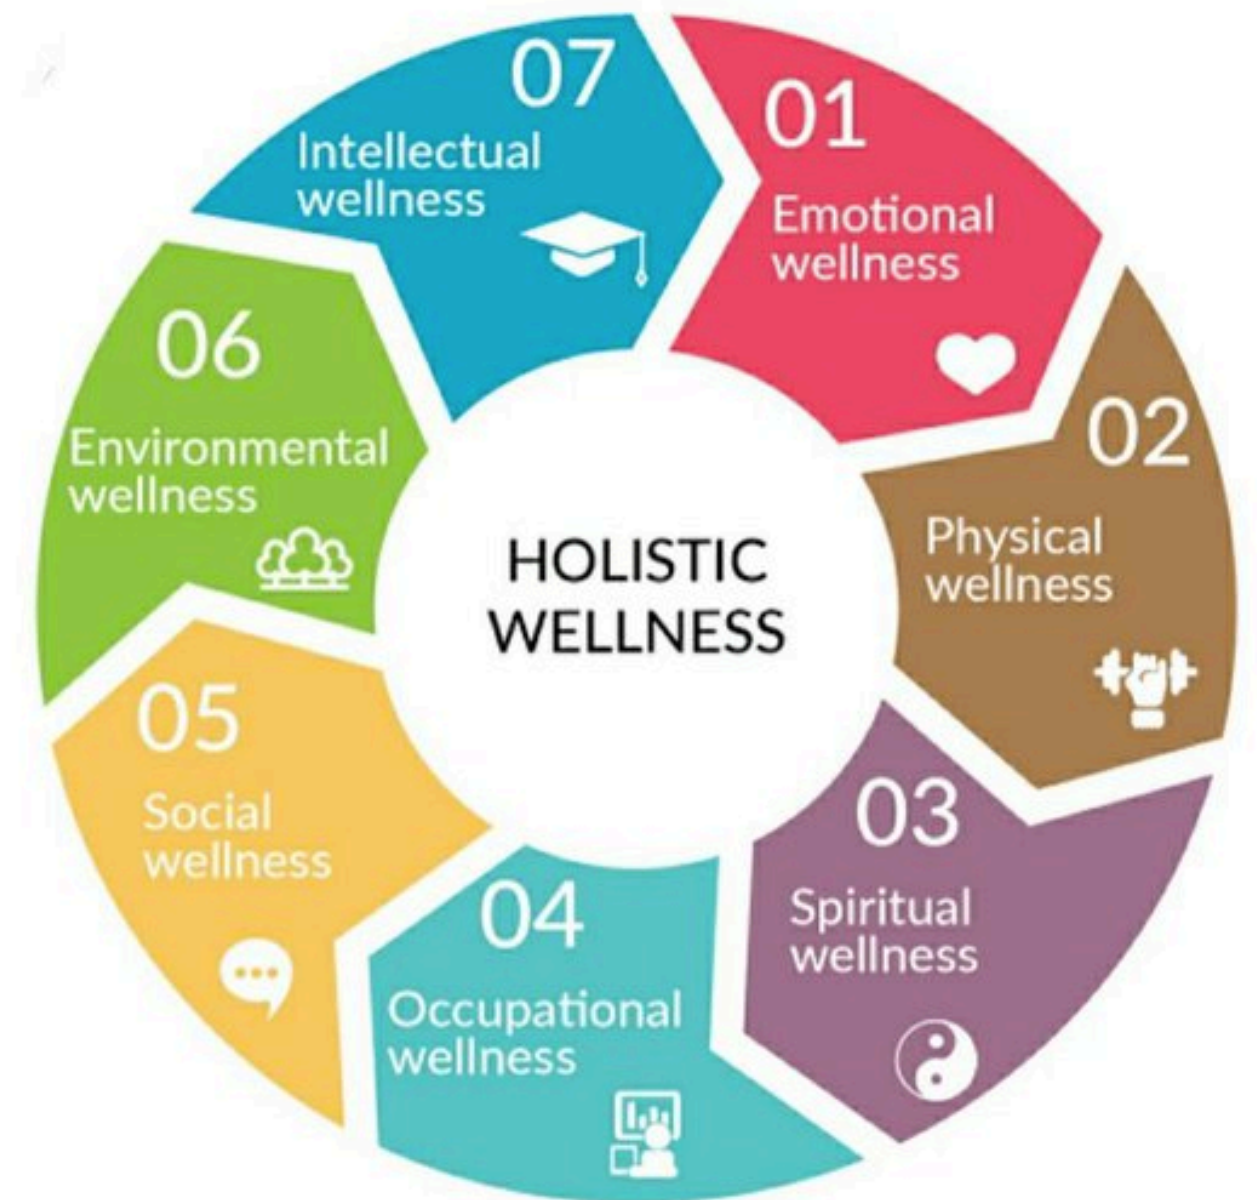 07
Intellectual
wellness
01
Emotional
wellness
02
Physical
wellness
03
Spiritual
wellness
04
Occupational
wellness
05
Social
wellness
06
Environmental
wellness
HOLISTIC
WELLNESS